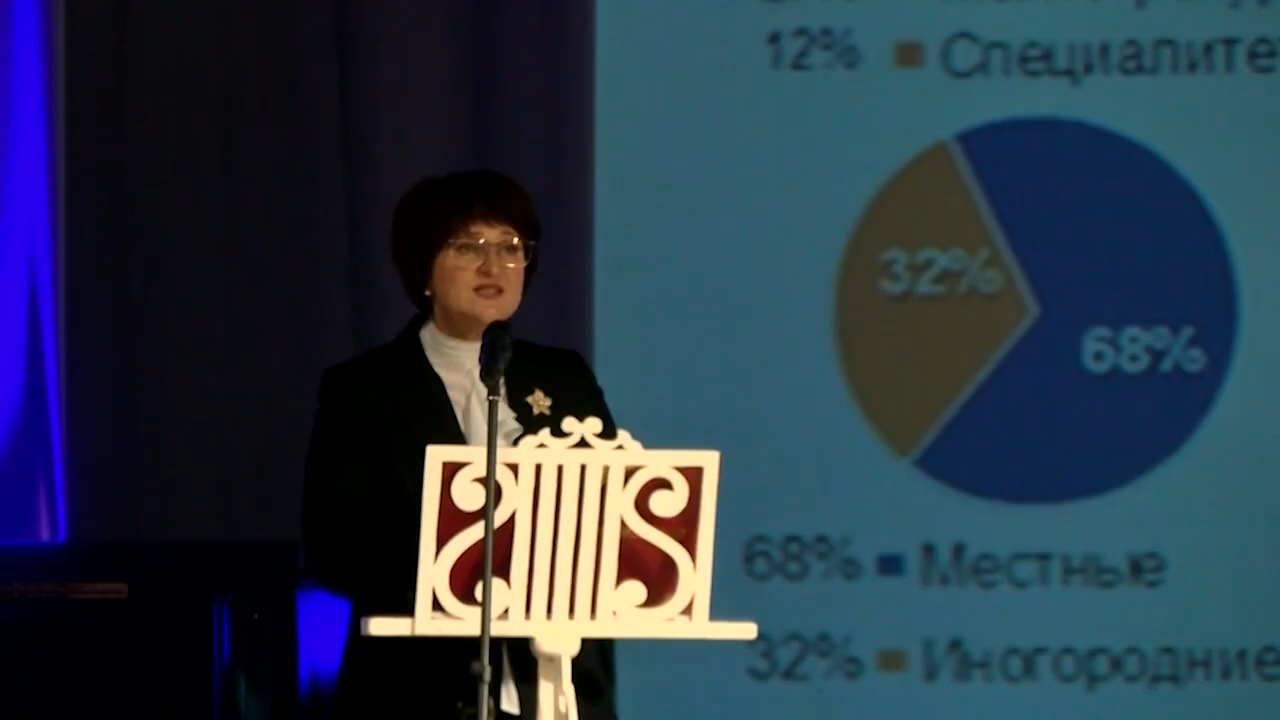 12% Специалите
32%
68%
68% Местные
32% Иногородние